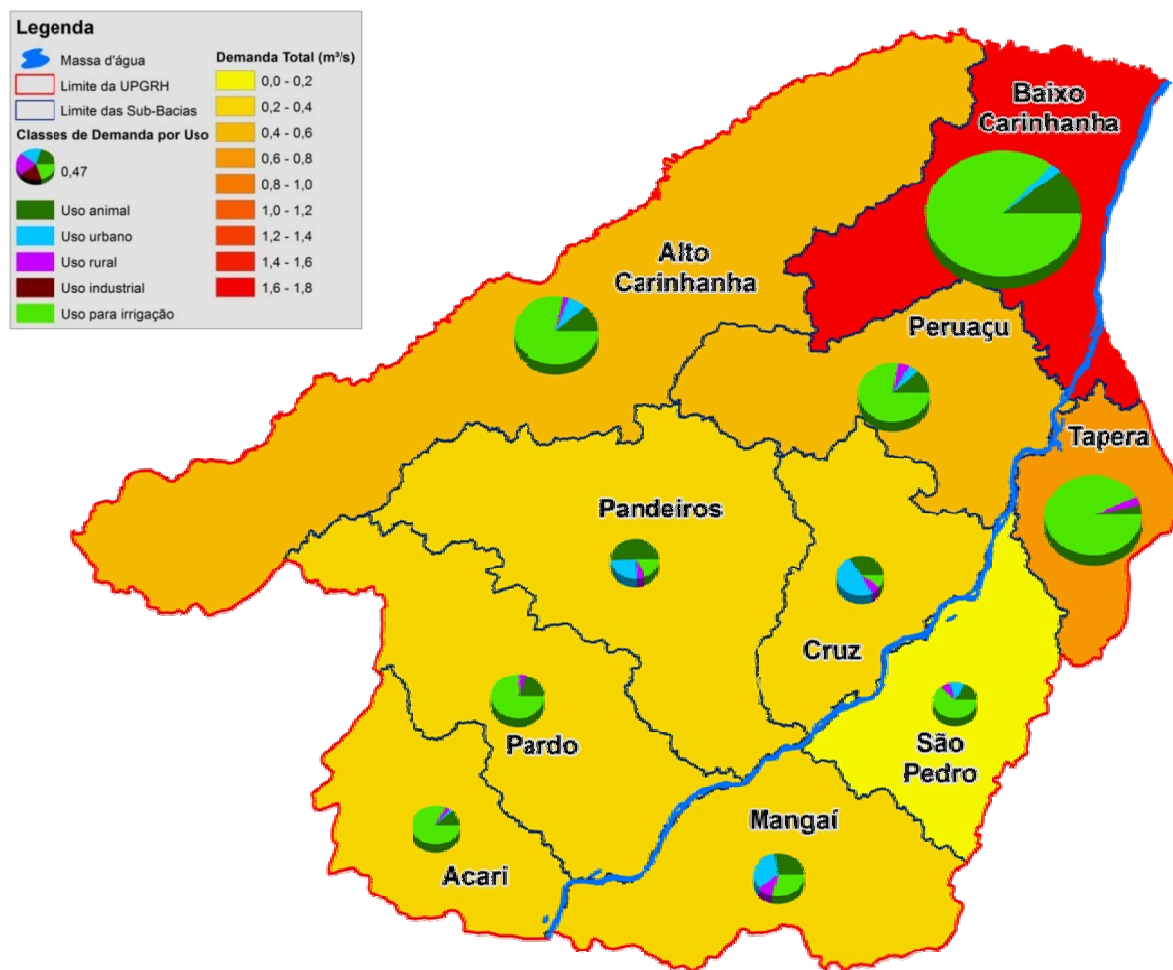 Legenda
Massa d'água
Limite da UPGRH
Limite das Sub-Bacias
Classes de Demanda por Uso
0,47
Uso animal
Uso urbano
Uso rural
Uso industrial
Uso para irrigação
Demanda Total (m³/s)
0,0 - 0,2
0,2 - 0,4
0,4 - 0,6
0,6 - 0,8
0,8 - 1,0
1,0 - 1,2
1,2 - 1,4
1,4 - 1,6
1,6 - 1,8
Baixo
Carinhanha
Alto
Carinhanha
Peruaçu
Tapera
Pandeiros
Cruz
Pardo
São
Pedro
Mangaí
Acari